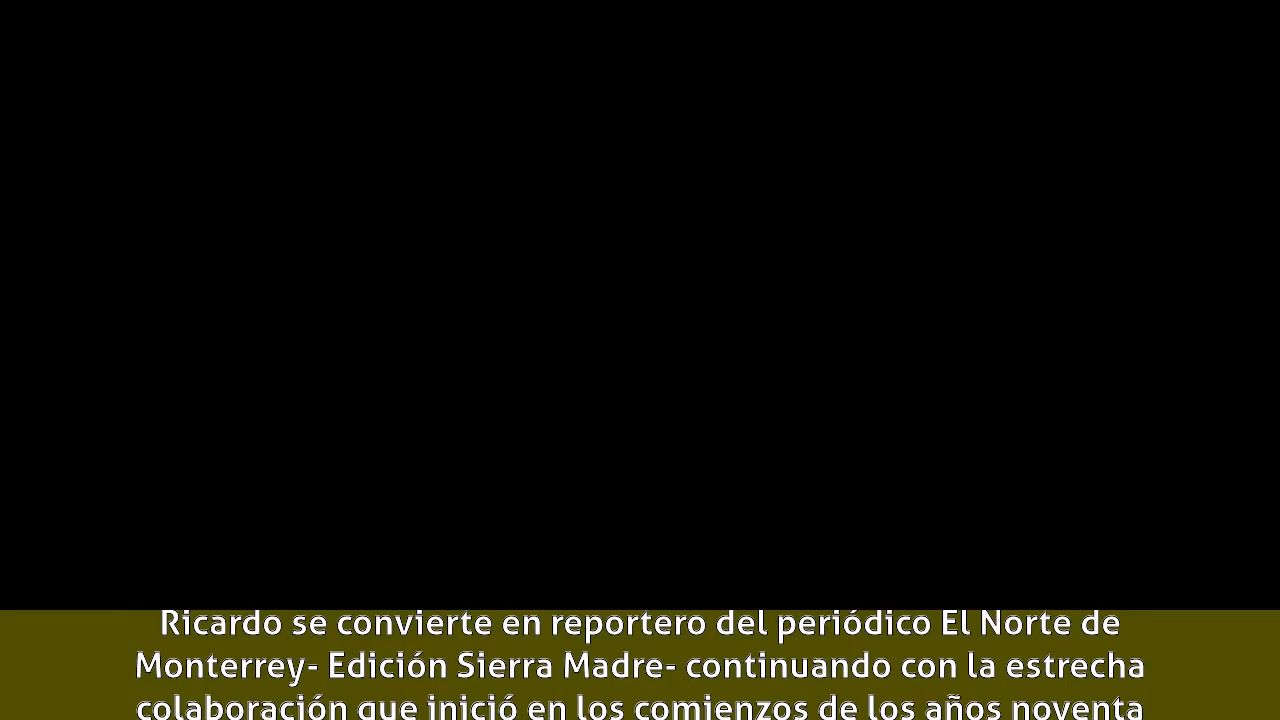 Ricardo se convierte en reportero del periódico El Norte de
Monterrey- Edición Sierra Madre- continuando con la estrecha
colaboración que inició en los comienzos de los años noventa